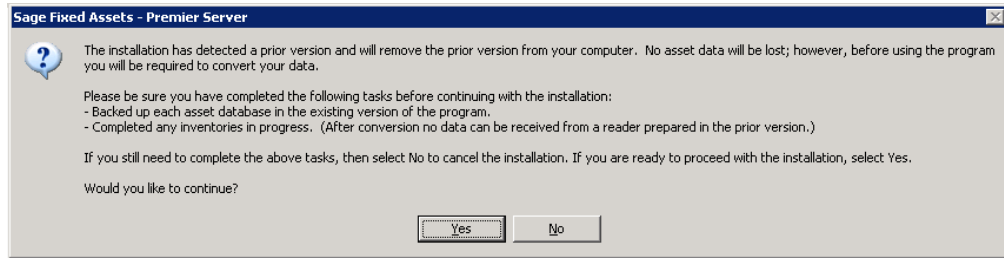 Sage Fixed Assets - Premier Server
The installation has detected a prior version and will remove the prior version from your computer.  No asset data will be lost; however, before using the program
you will be required to convert your data.
Please be sure you have completed the following tasks before continuing with the installation:
- Backed up each asset database in the existing version of the program.
- Completed any inventories in progress.  (After conversion no data can be received from a reader prepared in the prior version.)
If you still need to complete the above tasks, then select No to cancel the installation. If you are ready to proceed with the installation, select Yes.
Would you like to continue?
Yes No